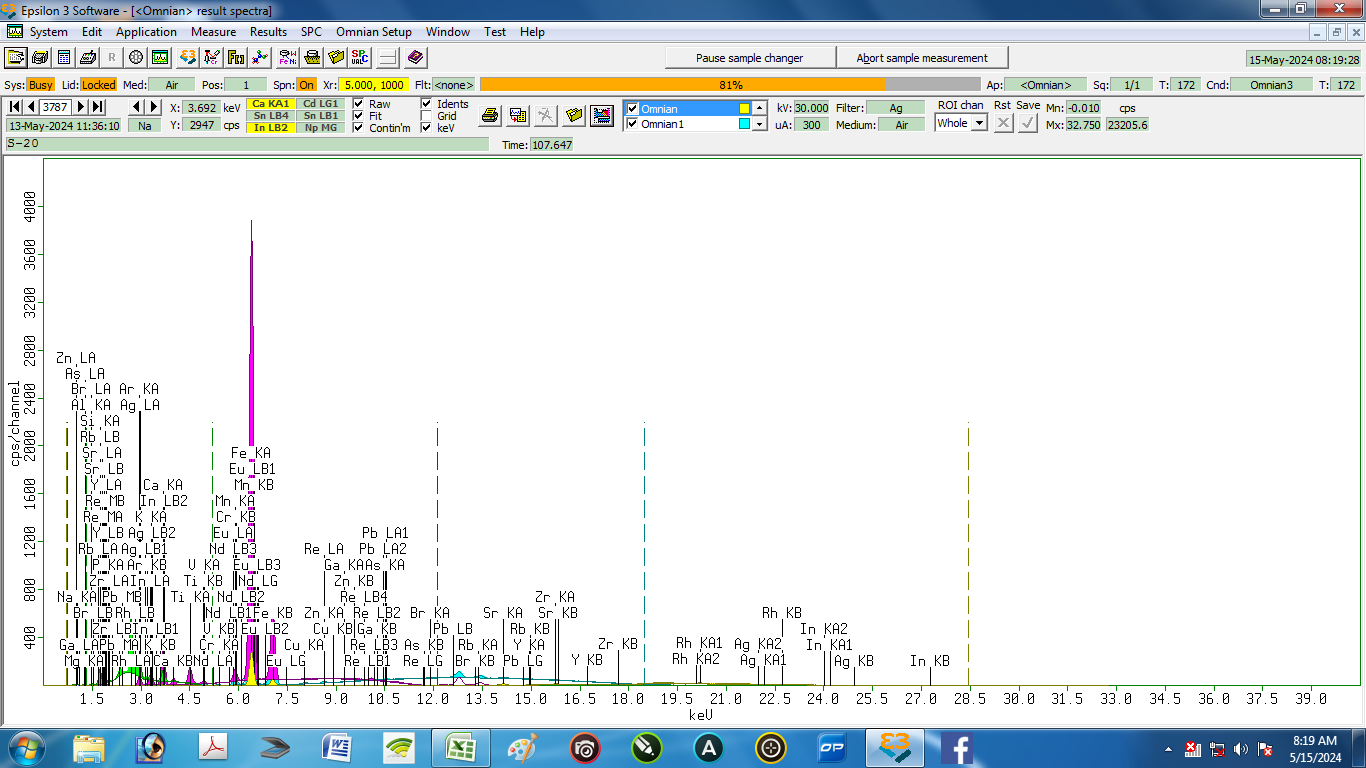 Epsilon 3 Software - [<Omnian> result spectra]
System Edit Application Measure Results SPC Omnian Setup Window Test Help
R SP UALC Pause sample changer Abort sample measurement 15-May-2024 08:19:28
Sys: Busy Lid: Locked Med: Air Pos: 1 Spn: On Xr: 5.000, 1000 Flt: <none> 81% Ap: <Omnian> Sq: 1/1 T: 172 Cnd: Omnian3 T: 172
3787 X: 3.692 keV Ca KA1 Cd LG1 Raw Idents Omnian kV: 30.000 Filter: Ag ROI chan Rst Save Mn: -0.010 cps
13-May-2024 11:36:10 Na Y: 2947 cps Sn LB4 Sn LB1 Fit Grid Omnian1 uA: 300 Medium: Air Whole Mx: 32.750 23205.6
In LB2 Np MG Contin'm keV
S-20 Time: 107.647
4000
3600
3200
2800
2400
2000
1600
1200
800
400
cps/channel
Zn LA
As LA
Br LA Ar KA
Al KA Ag LA
Si KA
Rb LB
Sr LA Fe KA
Sr LB Eu LB1
Y LA Ca KA Mn KB
Re MB In LB2 Mn KA
Re MA K KA Cr KB
Y LB Ag LB2 Eu LA Pb LA1
Rb LA Ag LB1 Nd LB3 Re LA Pb LA2
P KA Ar KB V KA Eu LB3 Ga KA As KA
Zr LA In LA Ti KB Nd LG Zn KB
Na KA Pb MB Ti KA Nd LB2 Re LB4 Zr KA
Br LB Rh LB Nd LB1 Fe KB Zn KA Re LB2 Br KA Sr KA Sr KB Rh KB
Zr LB In LB1 V KB Eu LB2 Cu KB Ga KB Pb LB Rb KB In KA2
Ga LA Pb MA K KB Cr KA Cu KA Re LB3 As KB Rb KA Y KA Zr KB Rh KA1 Ag KA2 In KA1
Mg KA Rh LA Ca KB Nd LA Eu LG Re LB1 Re LG Br KB Pb LG Y KB Rh KA2 Ag KA1 Ag KB In KB
1.5 3.0 4.5 6.0 7.5 9.0 10.5 12.0 13.5 15.0 16.5 18.0 19.5 21.0 22.5 24.0 25.5 27.0 28.5 30.0 31.5 33.0 34.5 36.0 37.5 39.0
keV
8:19 AM
5/15/2024